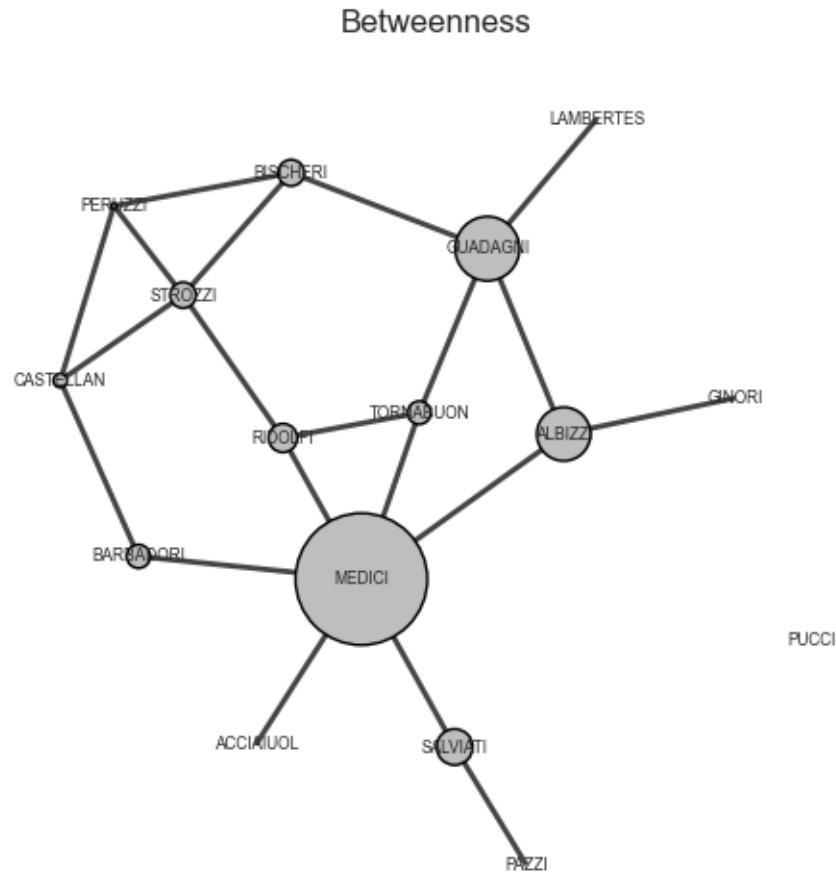 Betweenness
LAMBERTES
BISCHERI
PERUZZI
GUADAGNI
STROZZI
CASTELLAN
GINORI
TORNABUON
RIDOLFI
ALBIZZI
BARBADORI
MEDICI
PUCCI
ACCIAIUOL
SALVIATI
PAZZI